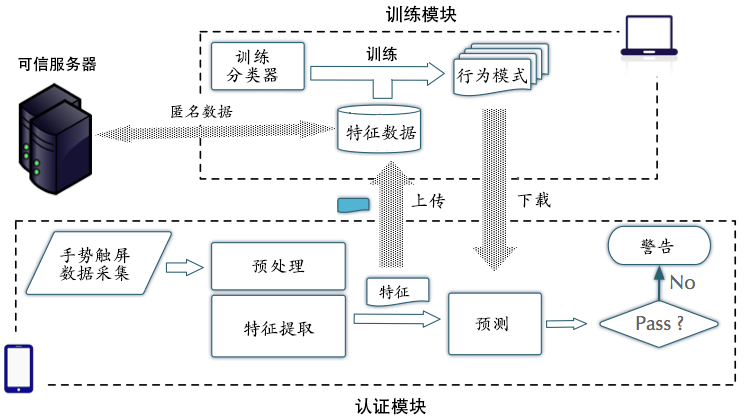 训练模块
可信服务器
训练
分类器
训练
行为模式
匿名数据
特征数据
上传
下载
手势触屏
数据采集
预处理
特征提取
特征
预测
警告
No
Pass ?
认证模块